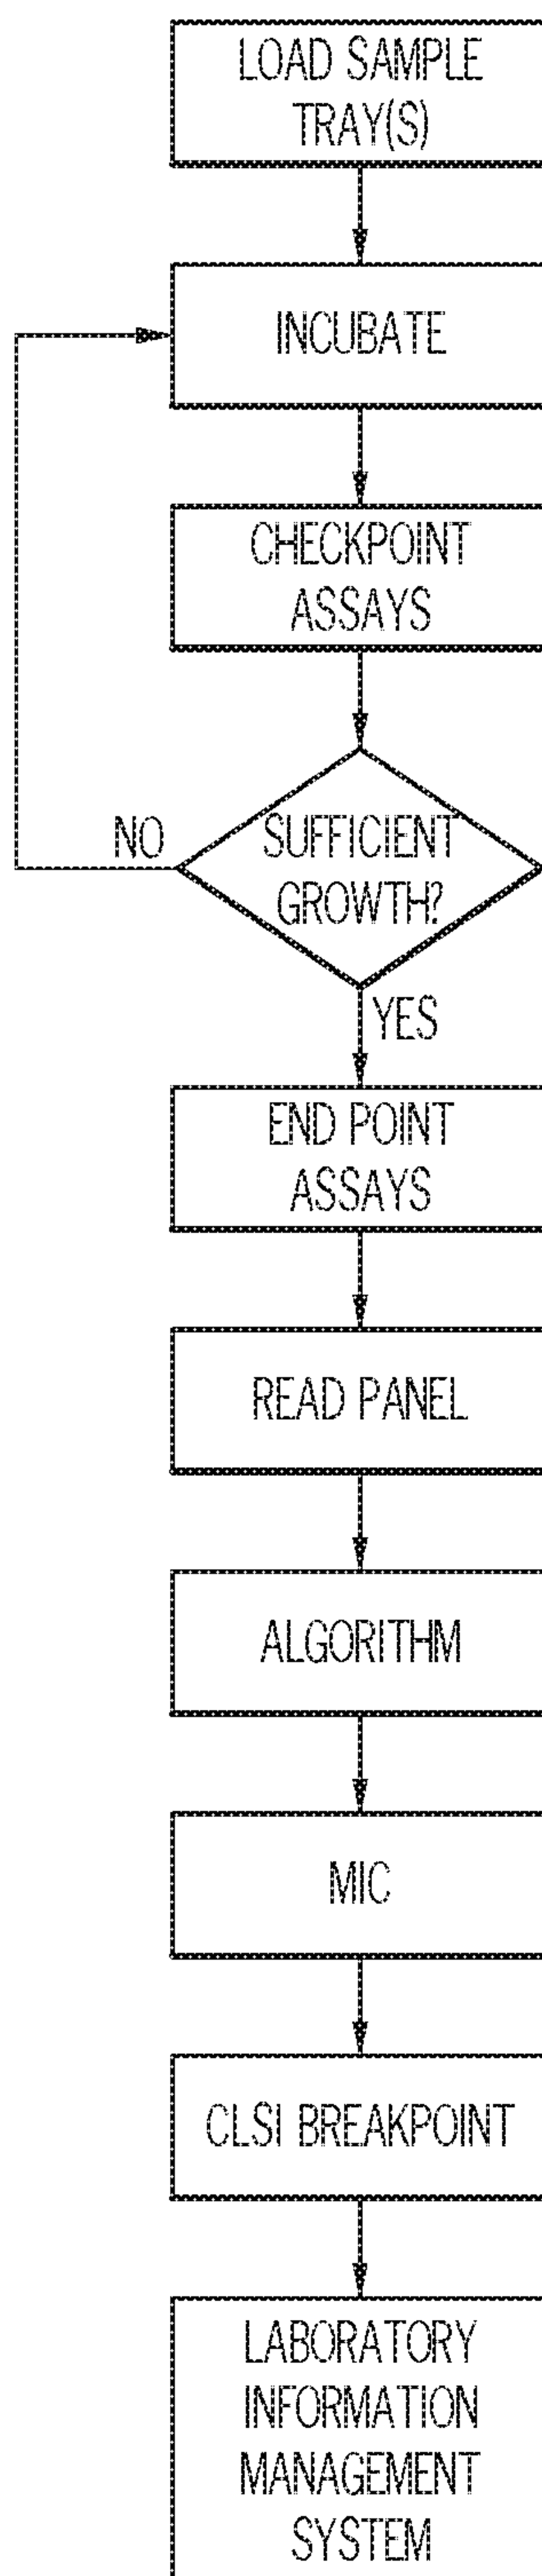 LOAD SAMPLE
TRAY(S)
INCUBATE
CHECKPOINT
ASSAYS
NO
SUFFICIENT
GROWTH?
YES
END POINT
ASSAYS
READ PANEL
ALGORITHM
MIC
CLSI BREAKPOINT
LABORATORY
INFORMATION
MANAGEMENT
SYSTEM